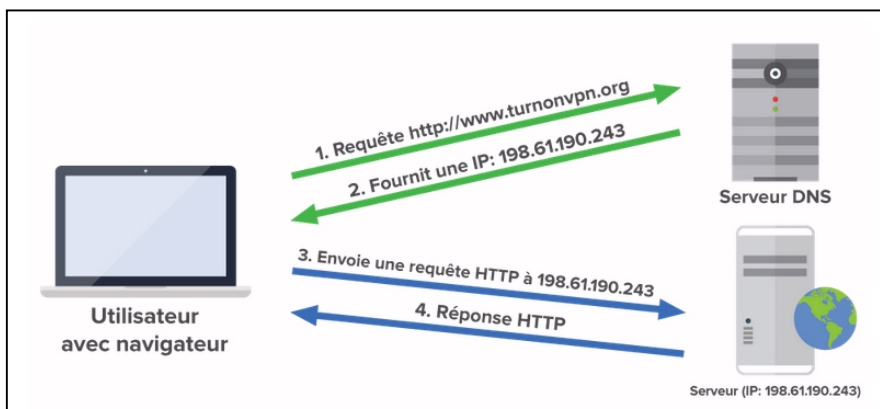 1. Requête http://www.turnonvpn.org
2. Fournit une IP: 198.61.190.243
Serveur DNS
3. Envoie une requête HTTP à 198.61.190.243
4. Réponse HTTP
Utilisateur
avec navigateur
Serveur (IP: 198.61.190.243)